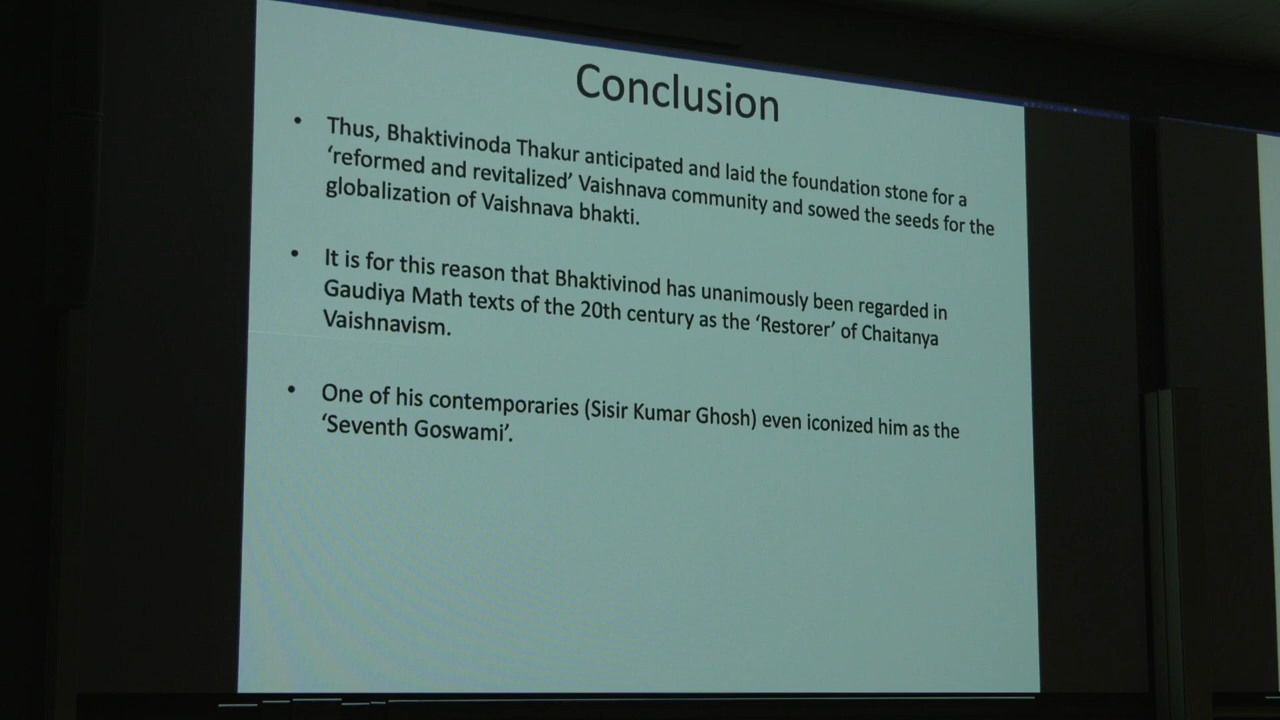 Conclusion
• Thus, Bhaktivinoda Thakur anticipated and laid the foundation stone for a
‘reformed and revitalized’ Vaishnava community and sowed the seeds for the
globalization of Vaishnava bhakti.
• It is for this reason that Bhaktivinod has unanimously been regarded in
Gaudiya Math texts of the 20th century as the ‘Restorer’ of Chaitanya
Vaishnavism.
• One of his contemporaries (Sisir Kumar Ghosh) even iconized him as the
‘Seventh Goswami’.